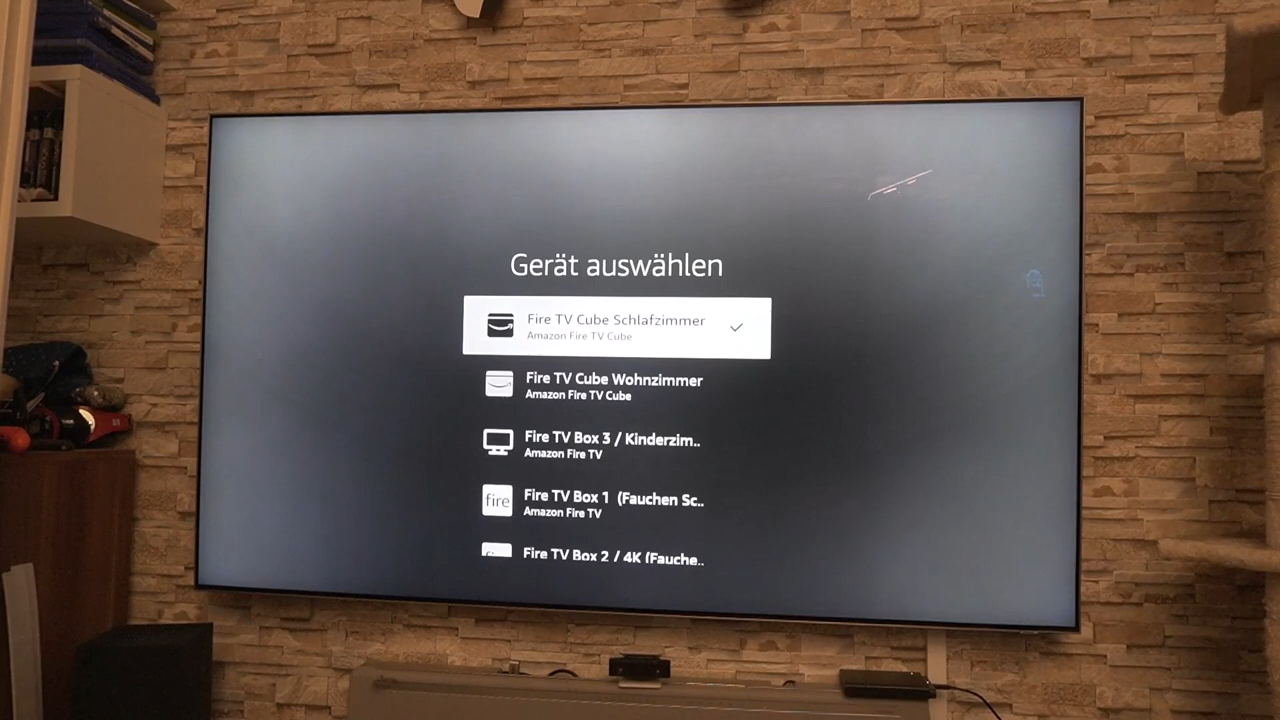 Gerät auswählen
Fire TV Cube Schlafzimmer
Amazon Fire TV Cube
Fire TV Cube Wohnzimmer
Amazon Fire TV Cube
Fire TV Box 3 / Kinderzim..
Amazon Fire TV
fire
Fire TV Box 1 (Fauchen Sc..
Amazon Fire TV
Fire TV Box 2 / 4K (Fauche..